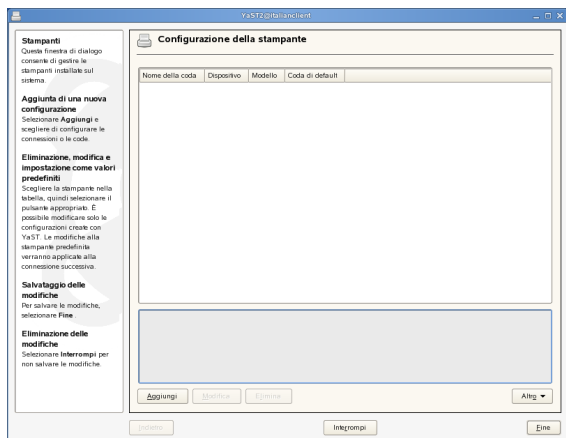 YaST2@italianclient
Stampanti
Questa finestra di dialogo
consente di gestire le
stampanti installate sul
sistema.
Aggiunta di una nuova
configurazione
Selezionare Aggiungi e
scegliere di configurare le
connessioni o le code.
Eliminazione, modifica e
impostazione come valori
predefiniti
Scegliere la stampante nella
tabella, quindi selezionare il
pulsante appropriato. È
possibile modificare solo le
configurazioni create con
YaST. Le modifiche alla
stampante predefinita
verranno applicate alla
connessione successiva.
Salvataggio delle
modifiche
Per salvare le modifiche,
selezionare Fine.
Eliminazione delle
modifiche
Selezionare Interrompi per
non salvare le modifiche.
Configurazione della stampante
Nome della coda Dispositivo Modello Coda di default
Aggiungi Modifica Elimina Altro
Indietro Interrompi Fine